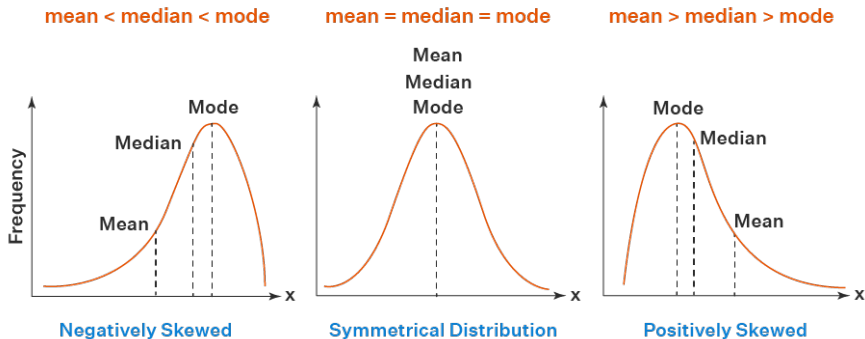 mean < median < mode
Mode
Median
Mean
Frequency
x
Negatively Skewed
mean = median = mode
Mean
Median
Mode
x
Symmetrical Distribution
mean > median > mode
Mode
Median
Mean
x
Positively Skewed